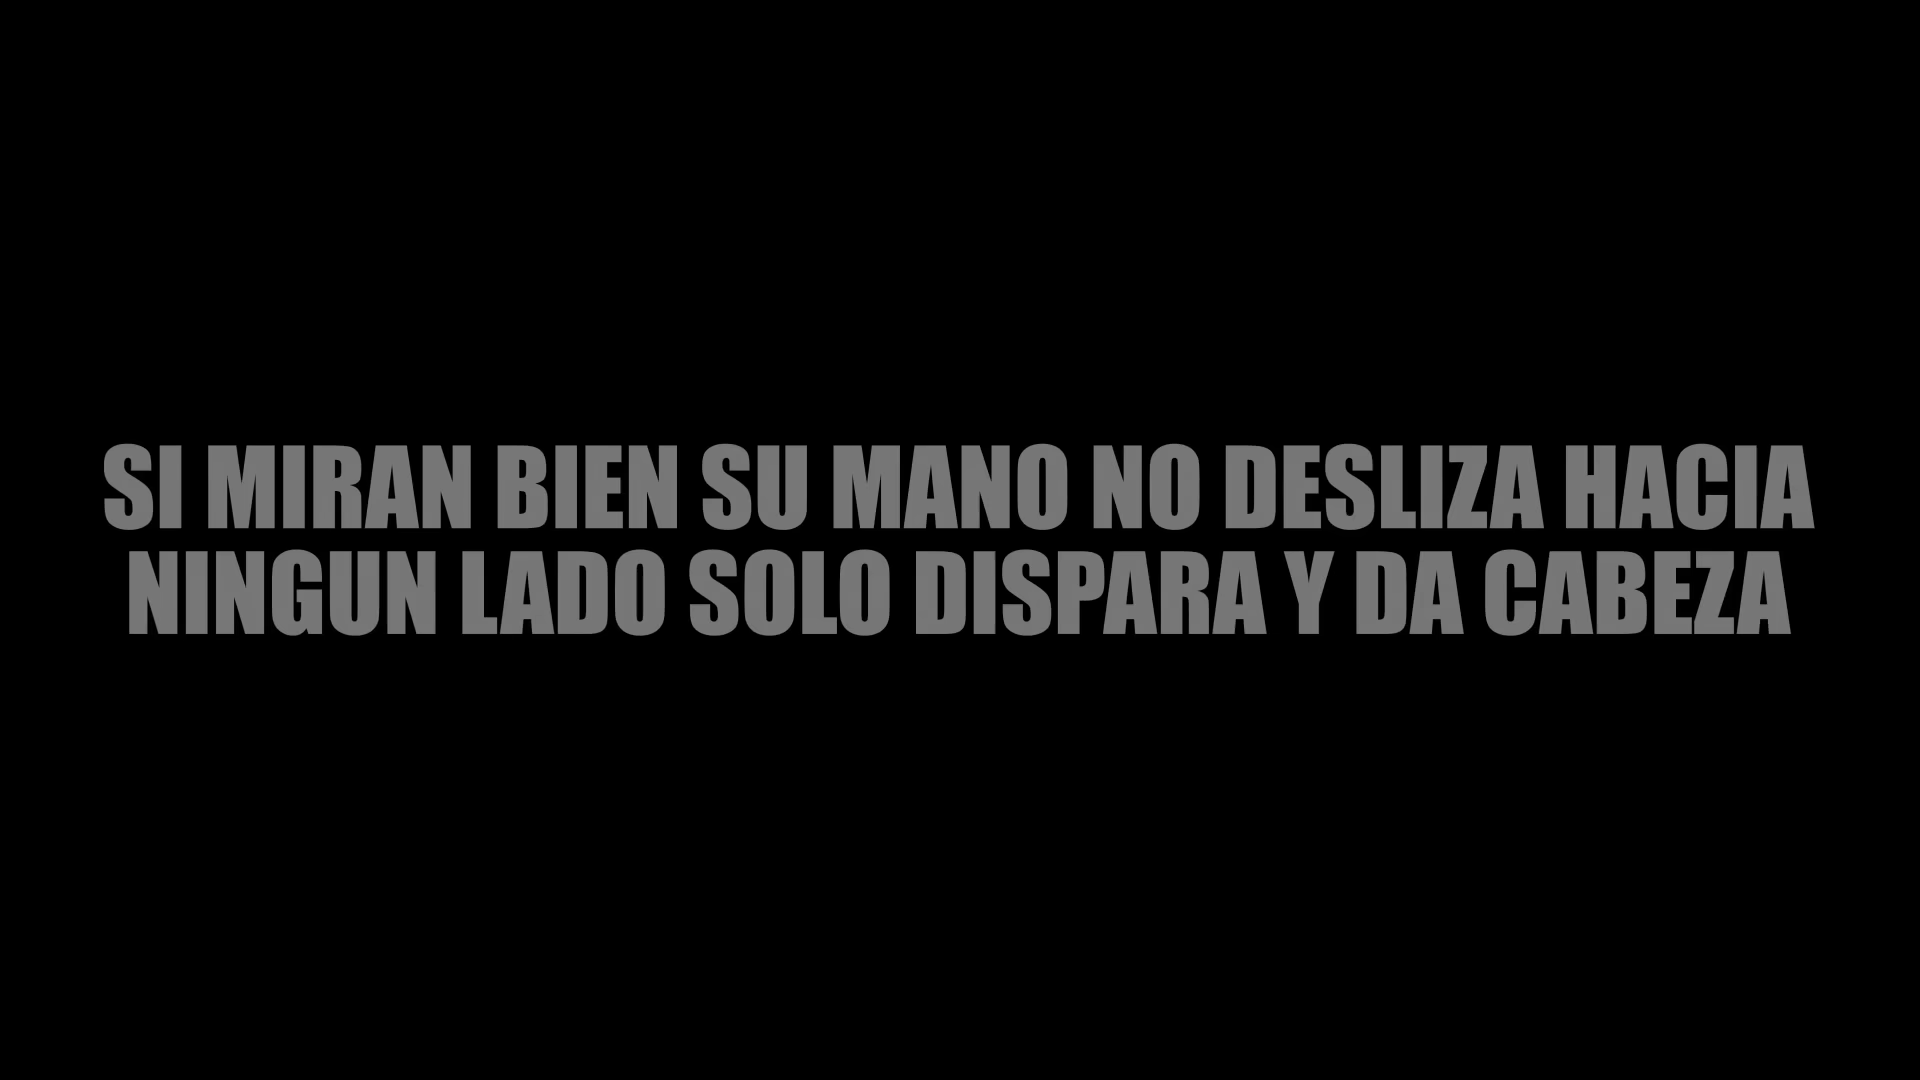 SI MIRAN BIEN SU MANO NO DESLIZA HACIA
NINGUN LADO SOLO DISPARA Y DA CABEZA